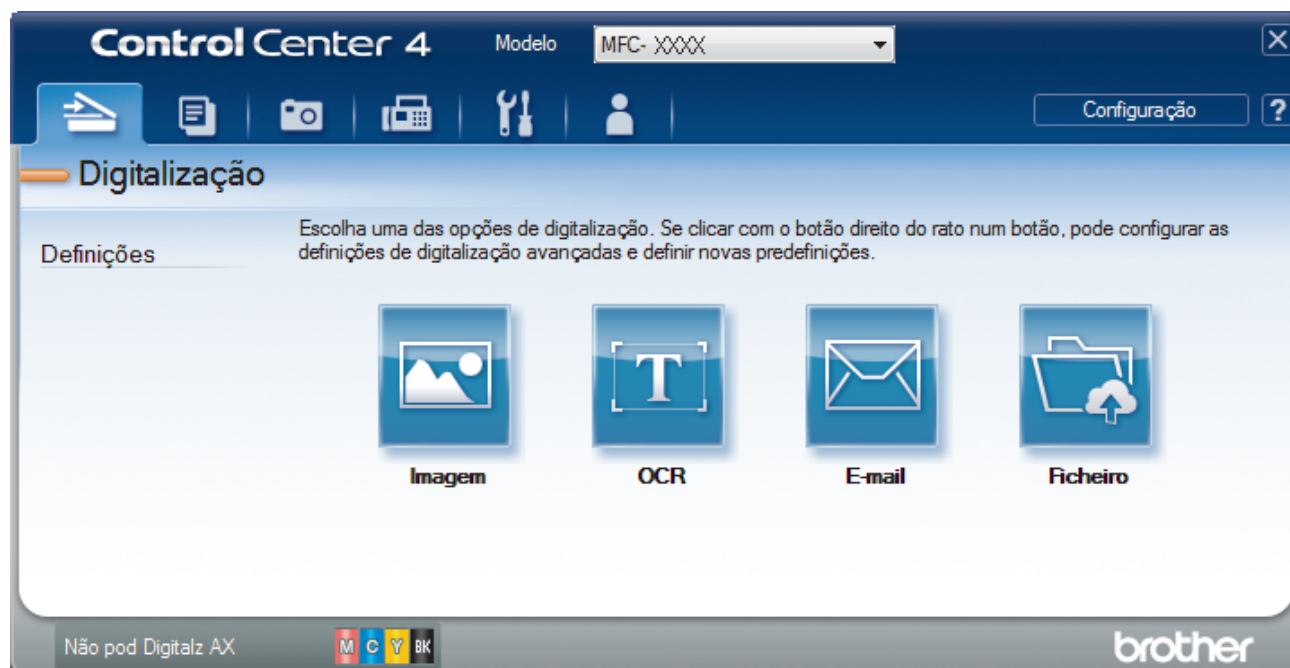 Control Center 4
Modelo
MFC- XXXX
Configuração
?
Digitalização
Definições
Escolha uma das opções de digitalização. Se clicar com o botão direito do rato num botão, pode configurar as
definições de digitalização avançadas e definir novas predefinições.
T
Imagem
OCR
E-mail
Ficheiro
Não pod Digitalz AX
M C Y BK
brother